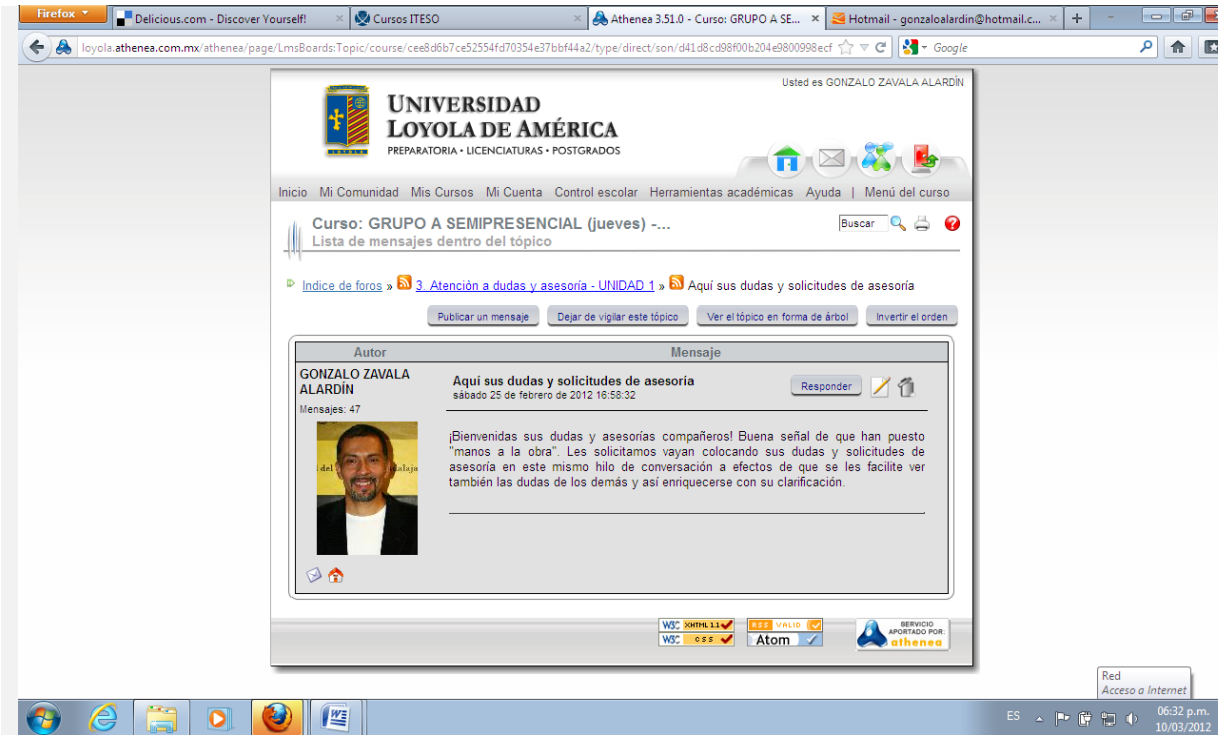 Firefox
Delicious.com - Discover Yourself!
Cursos ITESO
Athenea 3.51.0 - Curso: GRUPO A SE...
Hotmail - gonzaloalardin@hotmail.c...
loyola.athenea.com.mx/athenea/page/LmsBoards:Topic/course/cee8d6b7ce52554fd70354e37bbf44a2/type/direct/son/d41d8cd98f00b204e9800998ecf
Google
Usted es GONZALO ZAVALA ALARDÍN
UNIVERSIDAD
LOYOLA DE AMÉRICA
PREPARATORIA • LICENCIATURAS • POSTGRADOS
LOYOLA
Inicio Mi Comunidad Mis Cursos Mi Cuenta Control escolar Herramientas académicas Ayuda | Menú del curso
Curso: GRUPO A SEMIPRESENCIAL (jueves) -...
Buscar
Lista de mensajes dentro del tópico
Indice de foros » 3. Atención a dudas y asesoría - UNIDAD 1 » Aquí sus dudas y solicitudes de asesoría
Publicar un mensaje Dejar de vigilar este tópico Ver el tópico en forma de árbol Invertir el orden
Autor Mensaje
GONZALO ZAVALA
ALARDÍN
Mensajes: 47
Aquí sus dudas y solicitudes de asesoría
sábado 25 de febrero de 2012 16:58:32
Responder
¡Bienvenidas sus dudas y asesorías compañeros! Buena señal de que han puesto
"manos a la obra". Les solicitamos vayan colocando sus dudas y solicitudes de
asesoría en este mismo hilo de conversación a efectos de que se les facilite ver
también las dudas de los demás y así enriquecerse con su clarificación.
del
dalaja
W3C XHTML 1.1
W3C css
RSS VALID
Atom
SERVICIO
APORTADO POR:
athenea
Red
Acceso a Internet
ES
06:32 p.m.
10/03/2012